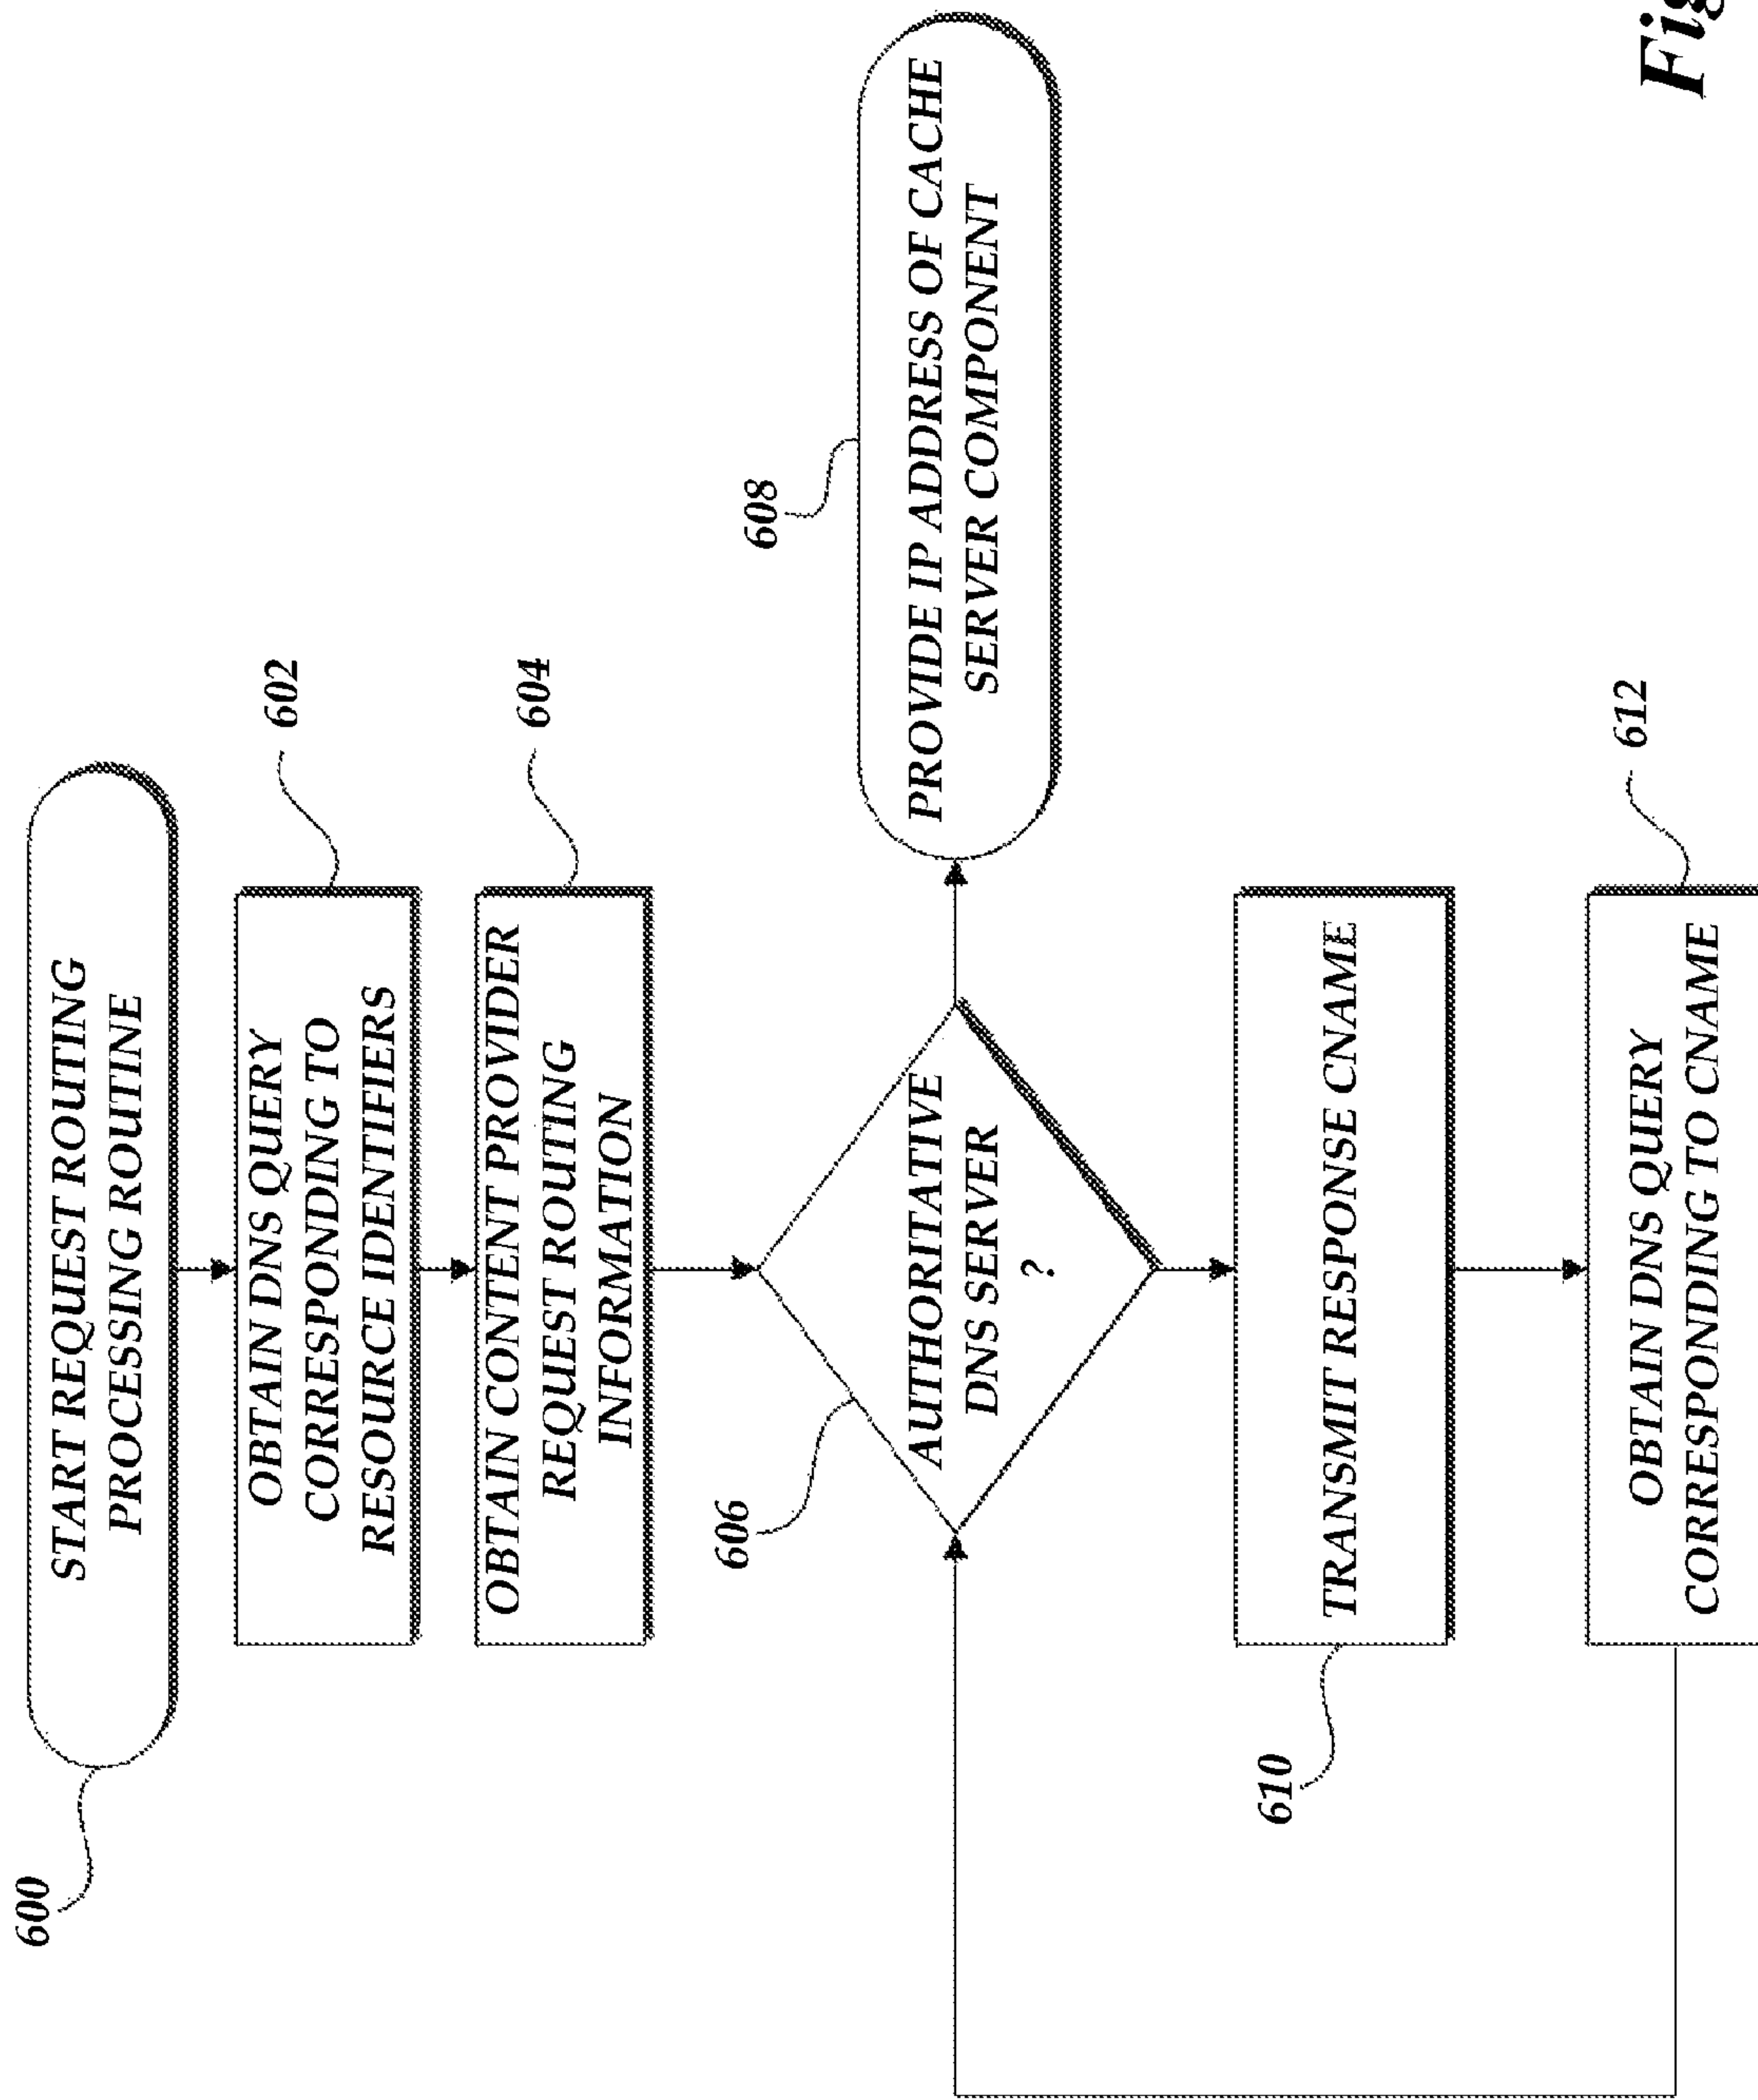 600
START REQUEST ROUTING
PROCESSING ROUTINE
602
OBTAIN DNS QUERY
CORRESPONDING TO
RESOURCE IDENTIFIERS
604
OBTAIN CONTENT PROVIDER
REQUEST ROUTING
INFORMATION
606
AUTHORITATIVE
DNS SERVER
?
608
PROVIDE IP ADDRESS OF CACHE
SERVER COMPONENT
610
TRANSMIT RESPONSE CNAME
612
OBTAIN DNS QUERY
CORRESPONDING TO CNAME
Fig